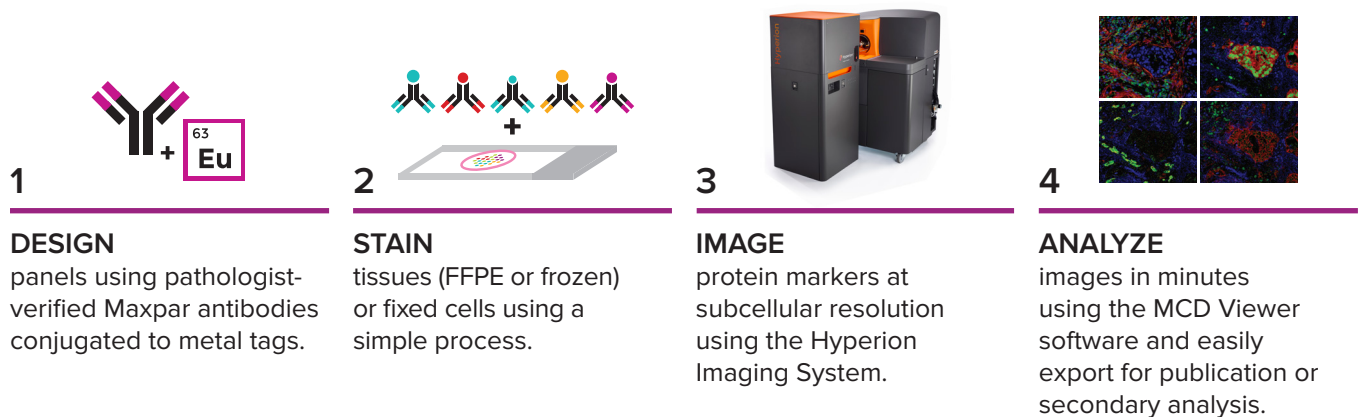 63
Eu
+
1
DESIGN
panels using pathologist-
verified Maxpar antibodies
conjugated to metal tags.
+
2
STAIN
tissues (FFPE or frozen)
or fixed cells using a
simple process.
Hyperion
3
IMAGE
protein markers at
subcellular resolution
using the Hyperion
Imaging System.
4
ANALYZE
images in minutes
using the MCD Viewer
software and easily
export for publication or
secondary analysis.